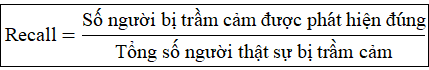 Số người bị trầm cảm được phát hiện đúng
Recall =
Tổng số người thật sự bị trầm cảm